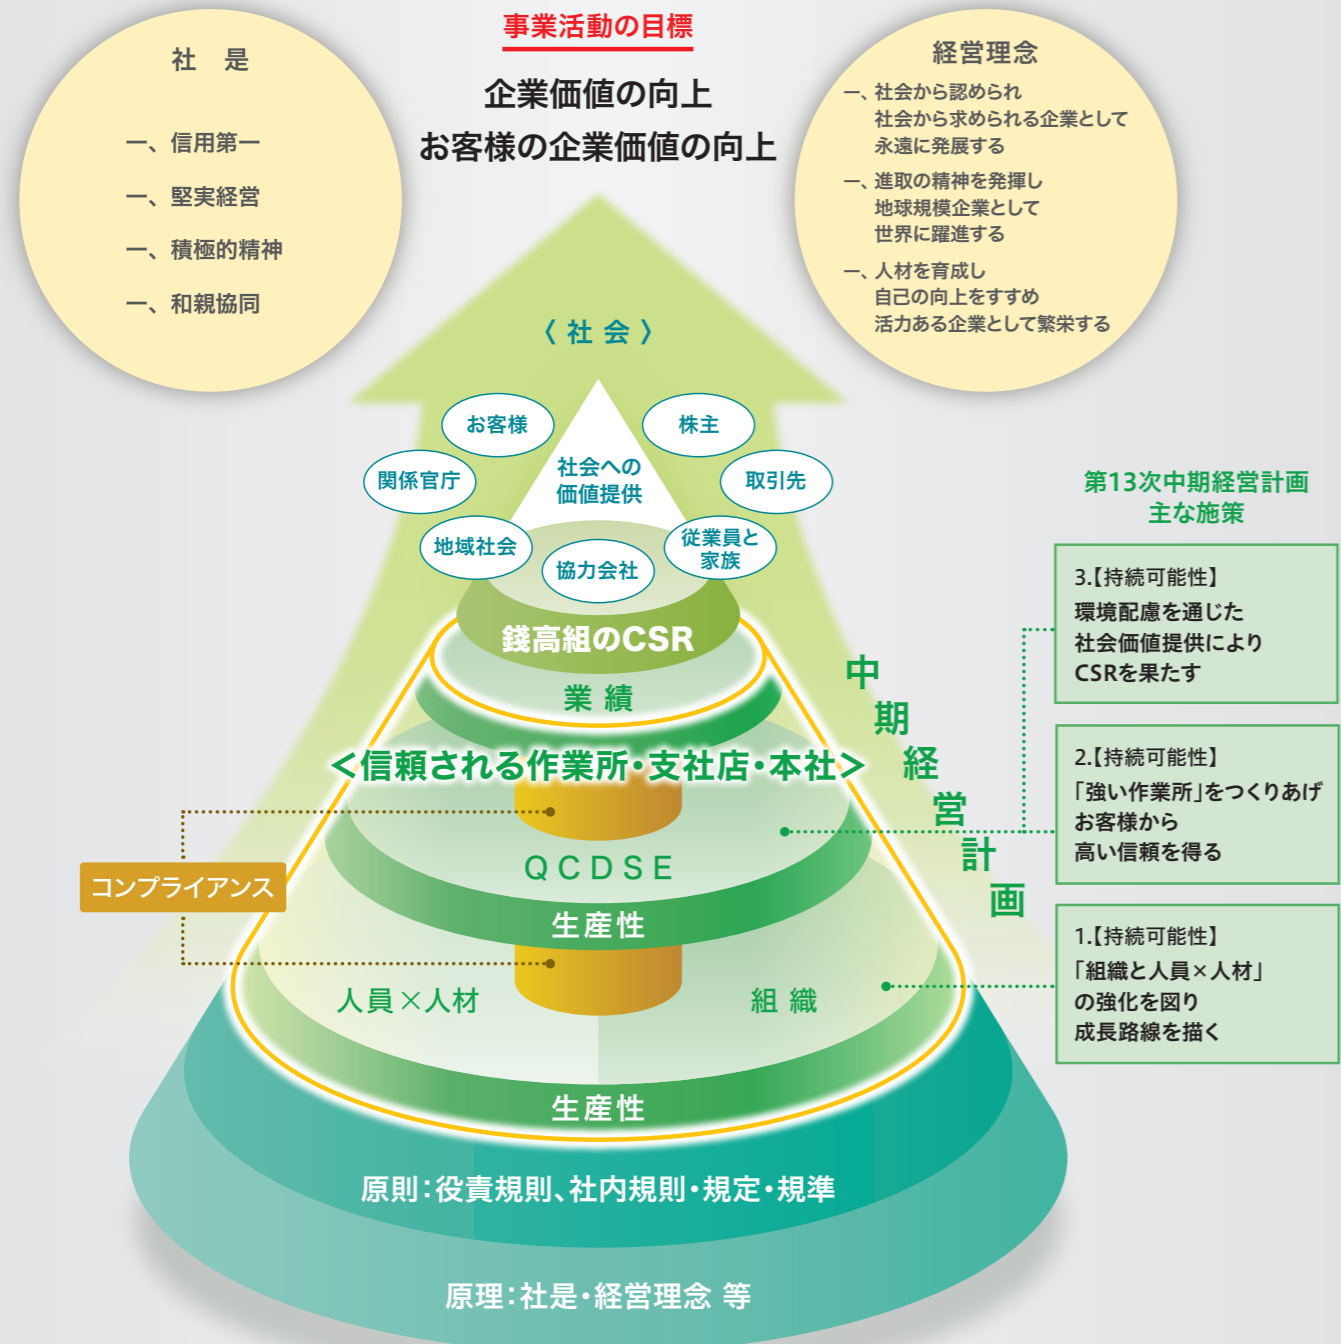 社　是
一、信用第一
一、堅実経営
一、積極的精神
一、和親協同
事業活動の目標
企業価値の向上
お客様の企業価値の向上
経営理念
一、社会から認められ
社会から求められる企業として
永遠に発展する
一、進取の精神を発揮し
地球規模企業として
世界に躍進する
一、人材を育成し
自己の向上をすすめ
活力ある企業として繁栄する
〈 社 会 〉
お客様
株主
関係官庁
社会への
価値提供
取引先
地域社会
協力会社
従業員と
家族
錢高組のCSR
業 績
＜信頼される作業所・支社店・本社＞
中期経営計画
QCDSE
生産性
コンプライアンス
人員×人材
組 織
生産性
原則：役責規則、社内規則・規定・規準
原理：社是・経営理念 等
第13次中期経営計画
主な施策
3.【持続可能性】
環境配慮を通じた
社会価値提供により
CSRを果たす
2.【持続可能性】
「強い作業所」をつくりあげ
お客様から
高い信頼を得る
1.【持続可能性】
「組織と人員×人材」
の強化を図り
成長路線を描く